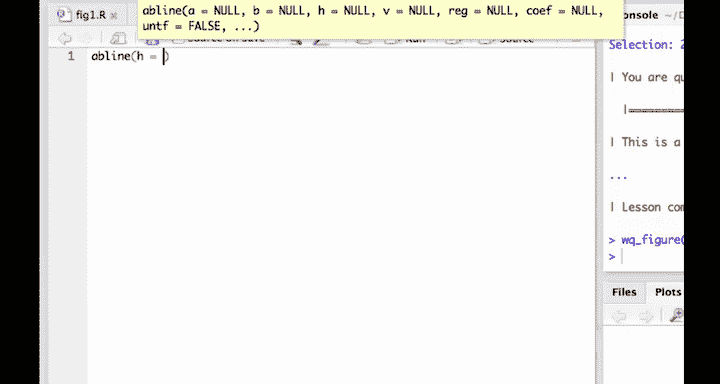 abline(a = NULL, b = NULL, h = NULL, v = NULL, reg = NULL, coef = NULL,
untf = FALSE, ...)
fig1.R
onsole ~/D
Selection: 2
1 abline(h = )
| You are qu
|=========
| This is a
...
| Lesson com
> wq_figure(
>
Files Plots